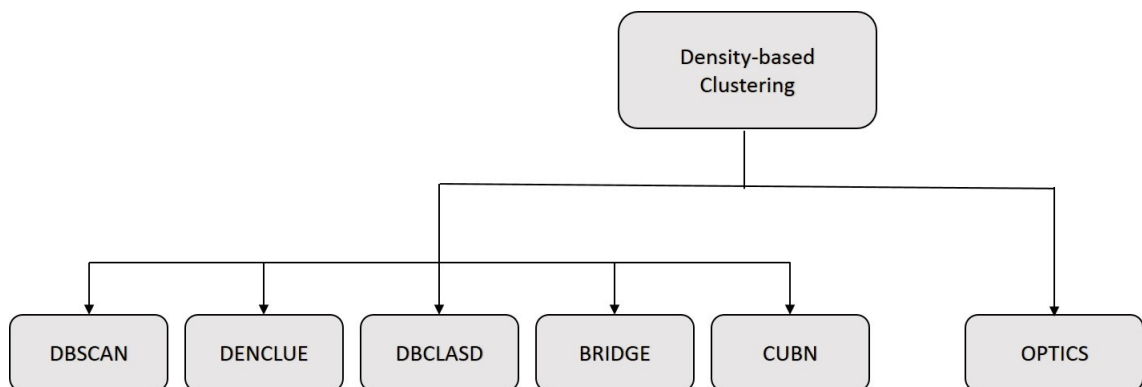 Density-based
Clustering
DBSCAN
DENCLUE
DBCLASD
BRIDGE
CUBN
OPTICS